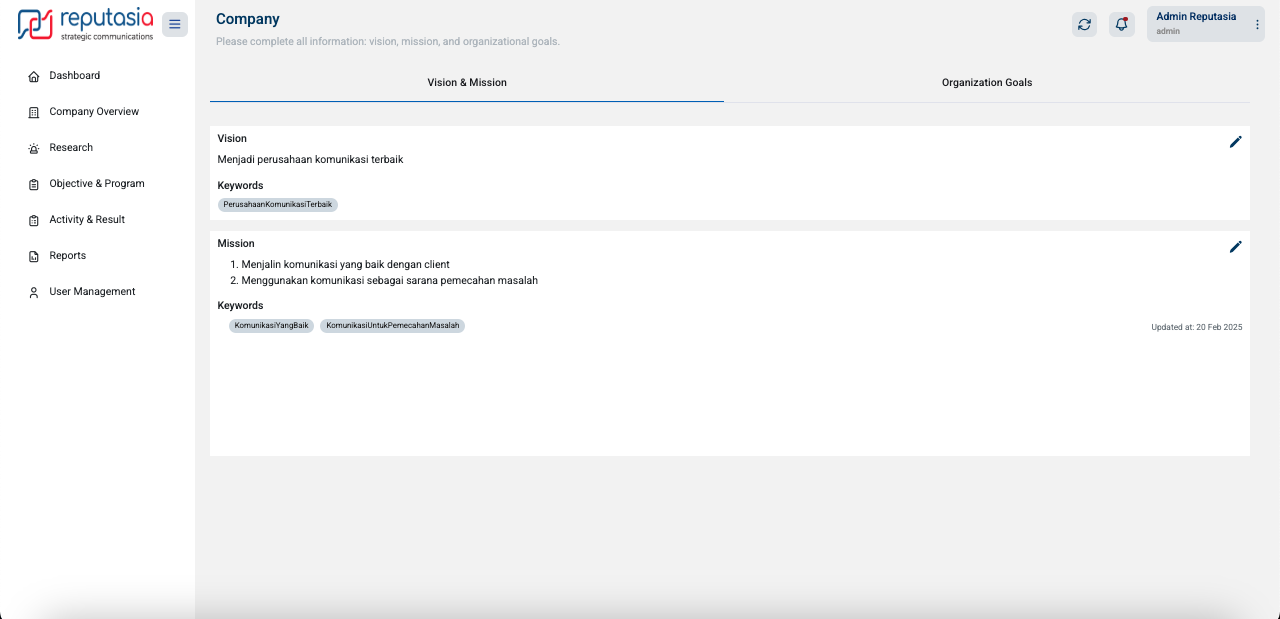 reputasia
strategic communications
Company
Please complete all information: vision, mission, and organizational goals.
Admin Reputasia
admin
Dashboard
Company Overview
Research
Objective & Program
Activity & Result
Reports
User Management
Vision & Mission
Organization Goals
Vision
Menjadi perusahaan komunikasi terbaik
Keywords
PerusahaanKomunikasiTerbaik
Mission
1. Menjalin komunikasi yang baik dengan client
2. Menggunakan komunikasi sebagai sarana pemecahan masalah
Keywords
KomunikasiYangBaik KomunikasiUntukPemecahanMasalah
Updated at: 20 Feb 2025